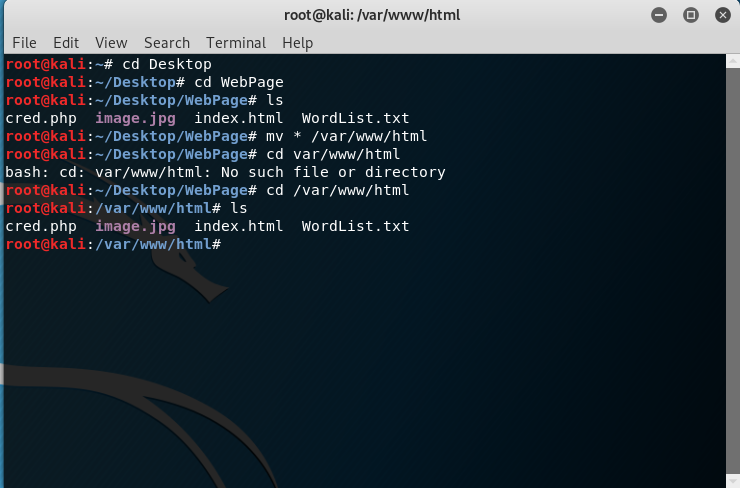 root@kali: /var/www/html
File Edit View Search Terminal Help
root@kali:~# cd Desktop
root@kali:~/Desktop# cd WebPage
root@kali:~/Desktop/WebPage# ls
cred.php  image.jpg  index.html  WordList.txt
root@kali:~/Desktop/WebPage# mv * /var/www/html
root@kali:~/Desktop/WebPage# cd var/www/html
bash: cd: var/www/html: No such file or directory
root@kali:~/Desktop/WebPage# cd /var/www/html
root@kali:/var/www/html# ls
cred.php  image.jpg  index.html  WordList.txt
root@kali:/var/www/html#